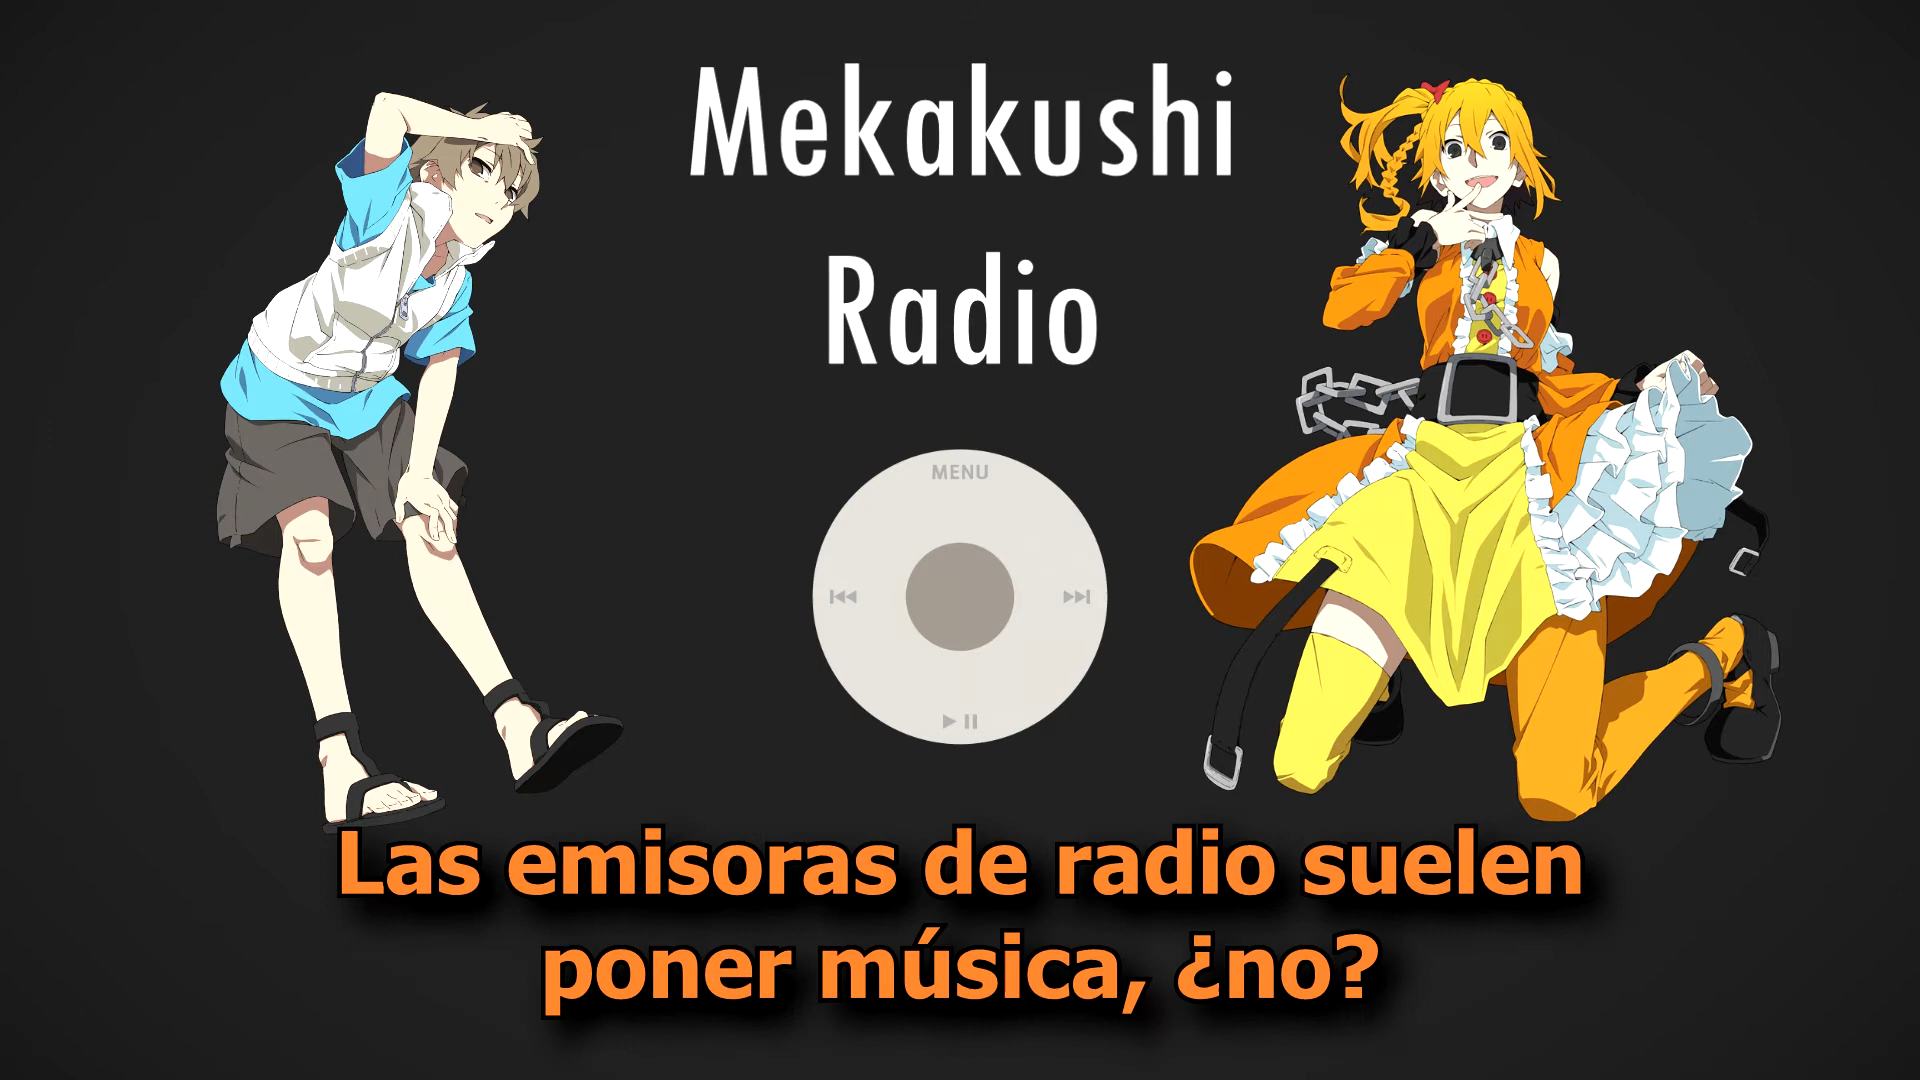 Mekakushi
Radio
MENU
Las emisoras de radio suelen
poner música, ¿no?